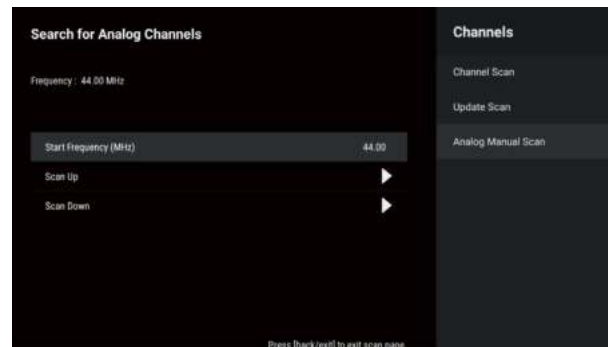 Search for Analog Channels
Frequency : 44.00 MHz
Start Frequency (MHz) 44.00
Scan Up
Scan Down
Press [back/exit] to exit scan page
Channels
Channel Scan
Update Scan
Analog Manual Scan